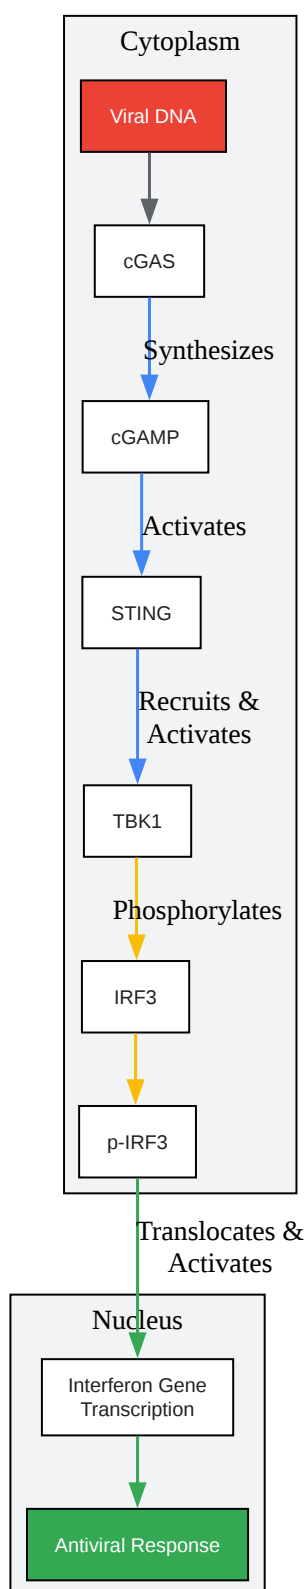 Cytoplasm
Viral DNA
cGAS
Synthesizes
cGAMP
Activates
STING
Recruits &
Activates
TBK1
Phosphorylates
IRF3
p-IRF3
Translocates &
Activates
Nucleus
Interferon Gene
Transcription
Antiviral Response